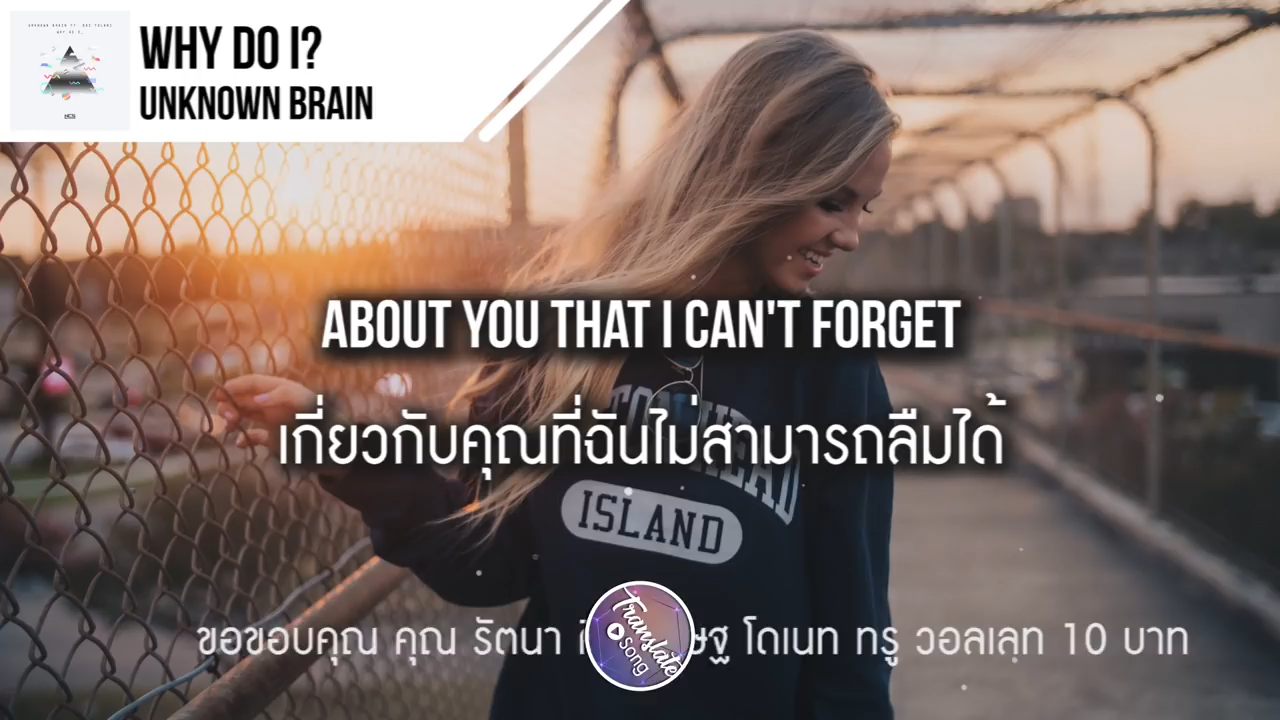 WHY DO I?
UNKNOWN BRAIN
ABOUT YOU THAT I CAN'T FORGET
เกี่ยวกับคุณที่ฉันไม่สามารถลืมได้
ISLAND
ขอขอบคุณ คุณ รัตนา โดเนท ทรู วอลเลท 10 บาท
Translate
Song